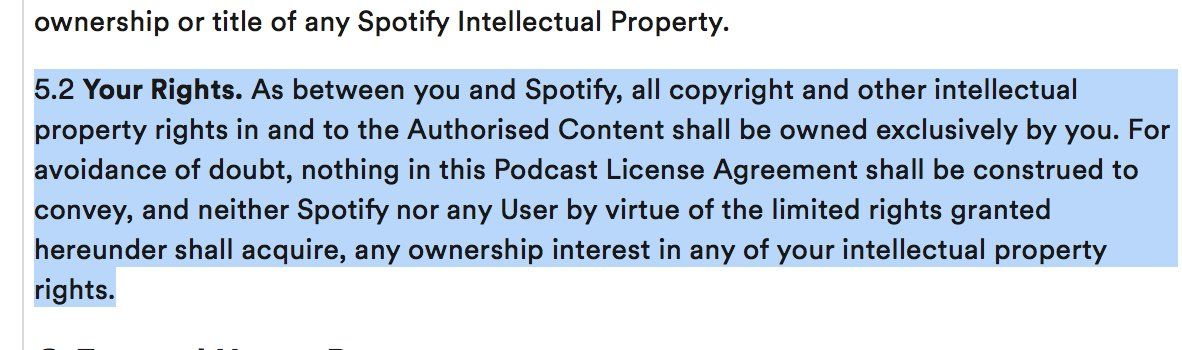 ownership or title of any Spotify Intellectual Property.
5.2 Your Rights. As between you and Spotify, all copyright and other intellectual
property rights in and to the Authorised Content shall be owned exclusively by you. For
avoidance of doubt, nothing in this Podcast License Agreement shall be construed to
convey, and neither Spotify nor any User by virtue of the limited rights granted
hereunder shall acquire, any ownership interest in any of your intellectual property
rights.